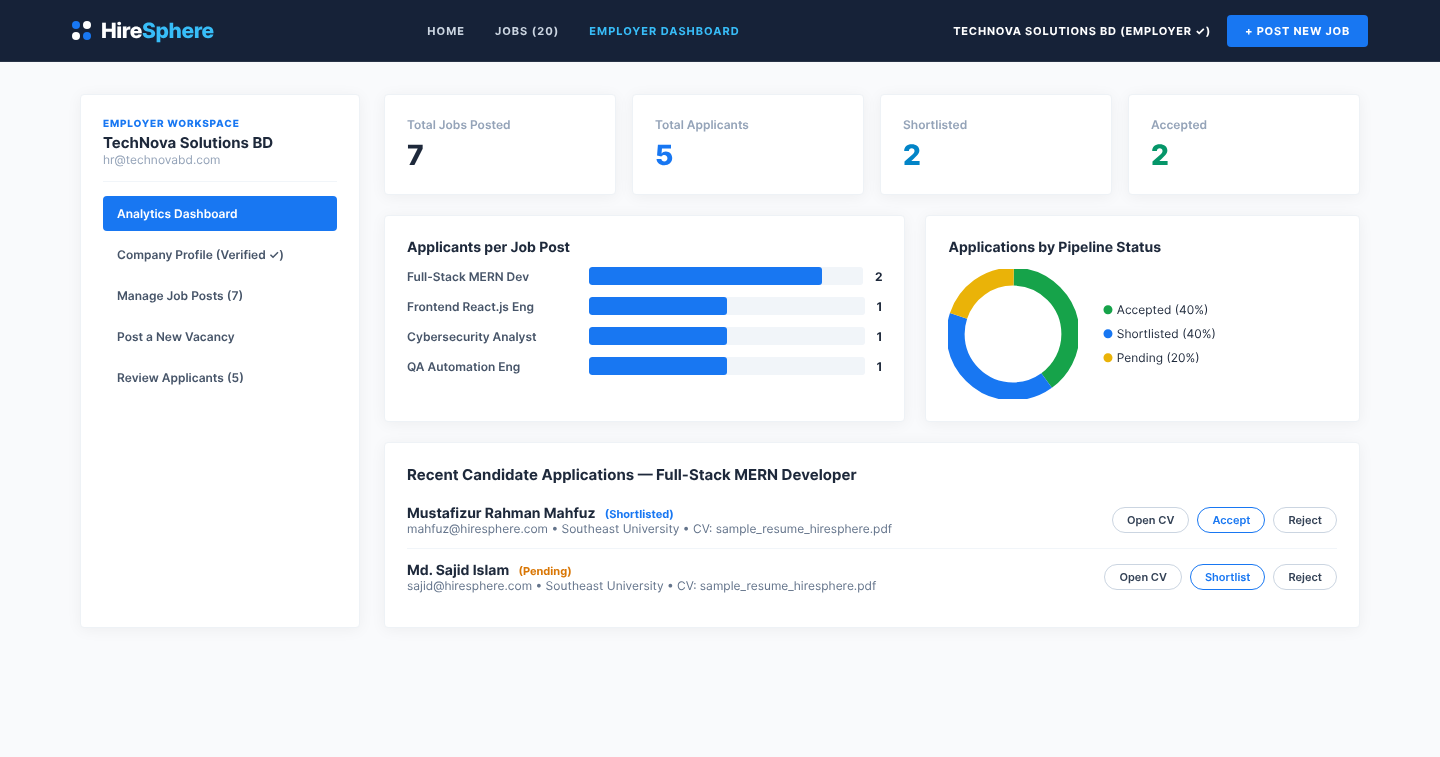 HireSphere
HOME
JOBS (20)
EMPLOYER DASHBOARD
TECHNOVA SOLUTIONS BD (EMPLOYER ✓)
+ POST NEW JOB
EMPLOYER WORKSPACE
TechNova Solutions BD
hr@technovabd.com
Analytics Dashboard
Company Profile (Verified ✓)
Manage Job Posts (7)
Post a New Vacancy
Review Applicants (5)
Total Jobs Posted
7
Total Applicants
5
Shortlisted
2
Accepted
2
Applicants per Job Post
Full-Stack MERN Dev 2
Frontend React.js Eng 1
Cybersecurity Analyst 1
QA Automation Eng 1
Applications by Pipeline Status
Accepted (40%)
Shortlisted (40%)
Pending (20%)
Recent Candidate Applications — Full-Stack MERN Developer
Mustafizur Rahman Mahfuz (Shortlisted)
mahfuz@hiresphere.com • Southeast University • CV: sample_resume_hiresphere.pdf
Open CV Accept Reject
Md. Sajid Islam (Pending)
sajid@hiresphere.com • Southeast University • CV: sample_resume_hiresphere.pdf
Open CV Shortlist Reject